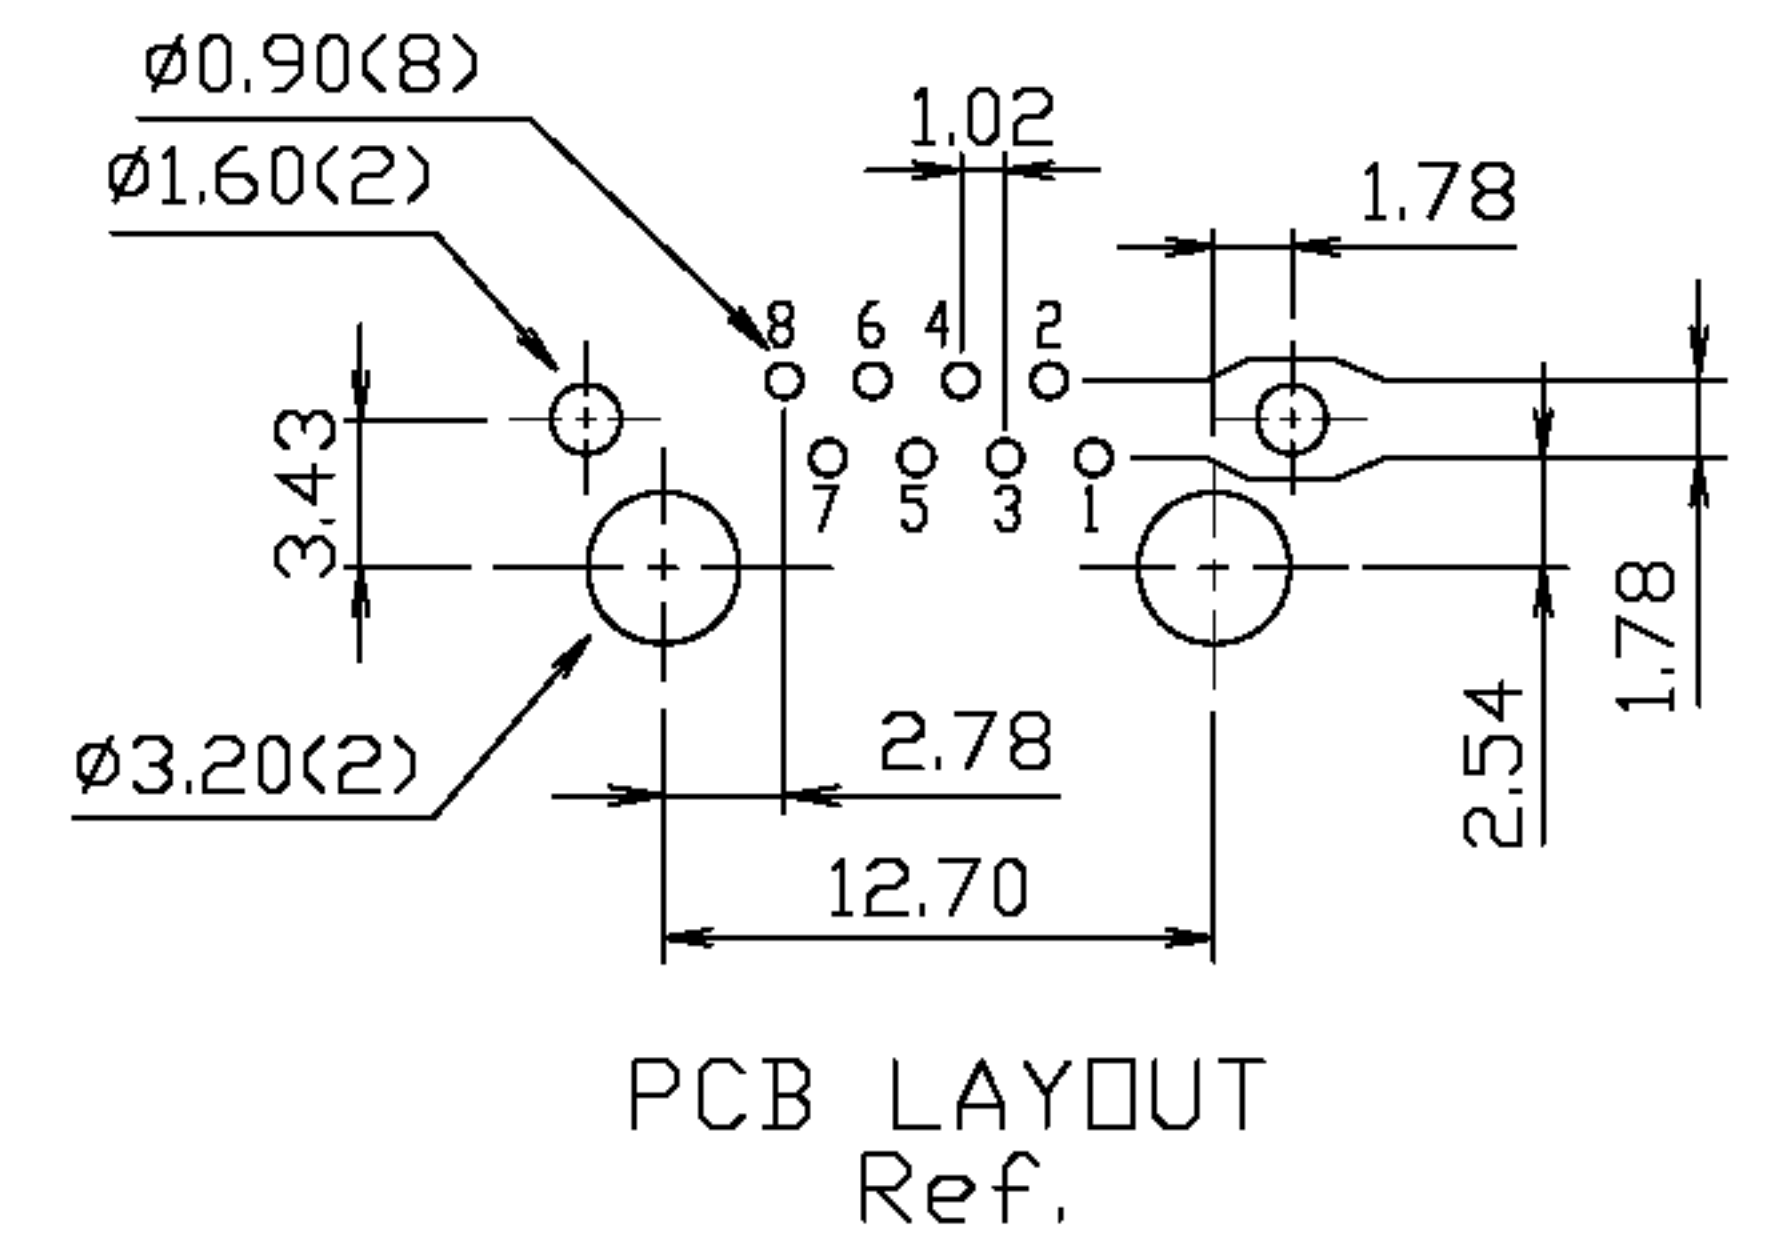 ø0.90(8)
1.02
ø1.60(2)
1.78
8 6 4 2
3.43
7 5 3 1
1.78
2.54
ø3.20(2)
2.78
12.70
PCB LAYOUT
Ref.